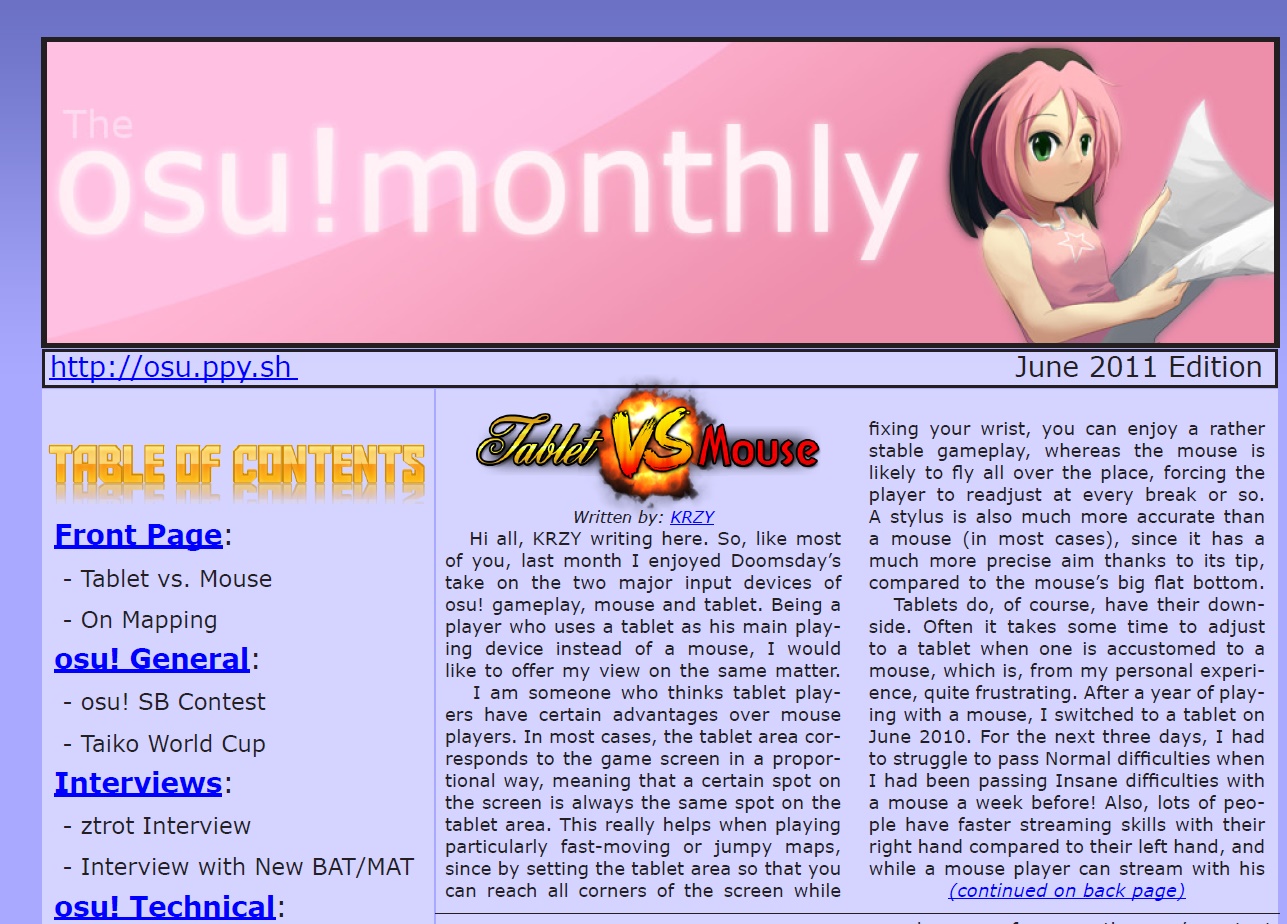 The
osu!monthly
http://osu.ppy.sh
June 2011 Edition
TABLE OF CONTENTS
Front Page:
- Tablet vs. Mouse
- On Mapping
osu! General:
- osu! SB Contest
- Taiko World Cup
Interviews:
- ztrot Interview
- Interview with New BAT/MAT
osu! Technical:
Tablet VS Mouse
Written by: KRZY
Hi all, KRZY writing here. So, like most
of you, last month I enjoyed Doomsday’s
take on the two major input devices of
osu! gameplay, mouse and tablet. Being a
player who uses a tablet as his main play-
ing device instead of a mouse, I would
like to offer my view on the same matter.
I am someone who thinks tablet play-
ers have certain advantages over mouse
players. In most cases, the tablet area cor-
responds to the game screen in a propor-
tional way, meaning that a certain spot on
the screen is always the same spot on the
tablet area. This really helps when playing
particularly fast-moving or jumpy maps,
since by setting the tablet area so that you
can reach all corners of the screen while
fixing your wrist, you can enjoy a rather
stable gameplay, whereas the mouse is
likely to fly all over the place, forcing the
player to readjust at every break or so.
A stylus is also much more accurate than
a mouse (in most cases), since it has a
much more precise aim thanks to its tip,
compared to the mouse’s big flat bottom.
Tablets do, of course, have their down-
side. Often it takes some time to adjust
to a tablet when one is accustomed to a
mouse, which is, from my personal experi-
ence, quite frustrating. After a year of play-
ing with a mouse, I switched to a tablet on
June 2010. For the next three days, I had
to struggle to pass Normal difficulties when
I had been passing Insane difficulties with
a mouse a week before! Also, lots of peo-
ple have faster streaming skills with their
right hand compared to their left hand, and
while a mouse player can stream with his
(continued on back page)